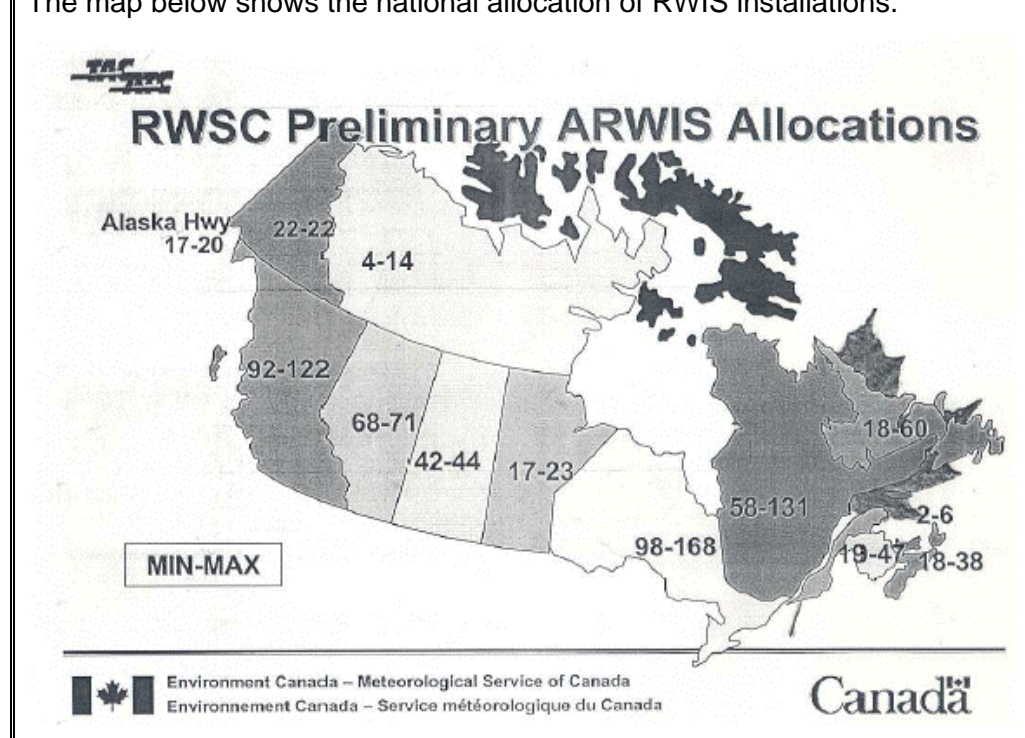 The map below shows the national allocation of RWIS installations.
TAC
ATC
RWSC Preliminary ARWIS Allocations
Alaska Hwy
17-20
22-22
4-14
92-122
68-71
42-44
17-23
98-168
58-131
18-60
2-6
19-47
18-38
MIN-MAX
Environment Canada – Meteorological Service of Canada
Environnement Canada – Service météorologique du Canada
Canada